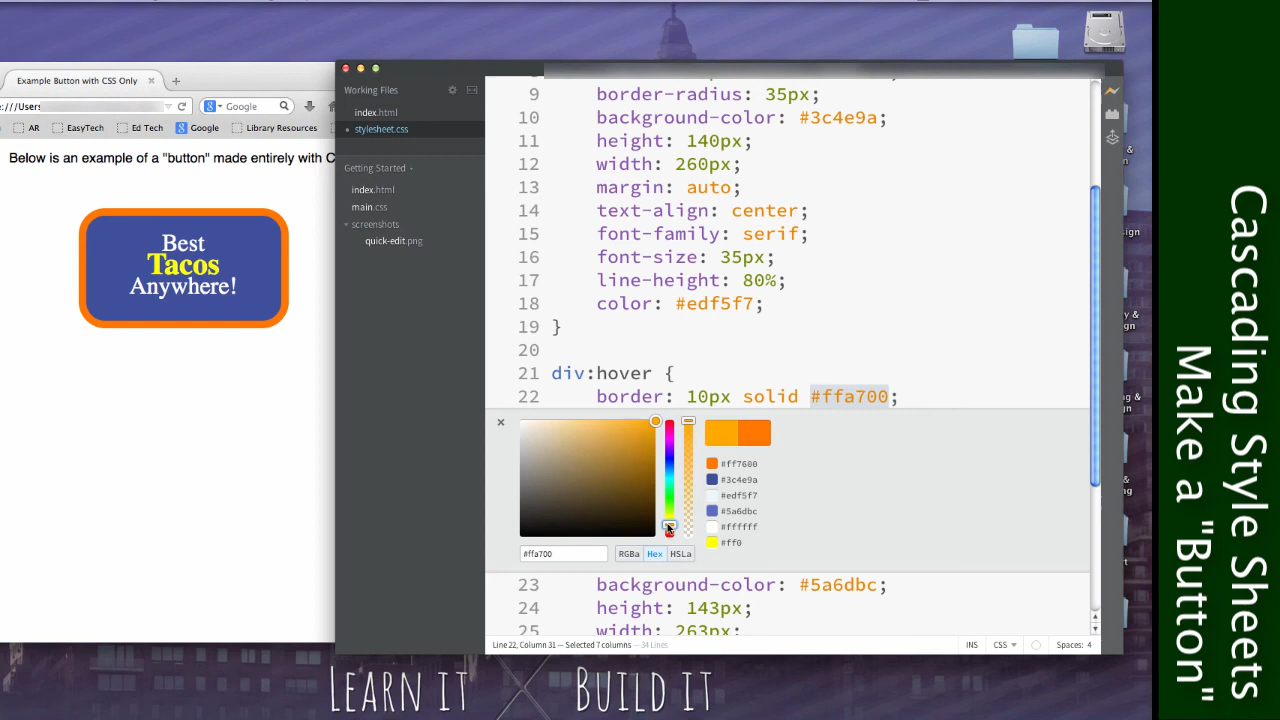 Example Button with CSS Only
:///Users
Google
AR
EasyTech
Ed Tech
Google
Library Resources
Below is an example of a "button" made entirely with C
Best
Tacos
Anywhere!
Working Files
index.html
stylesheet.css
Getting Started
index.html
main.css
screenshots
quick-edit.png
9 border-radius: 35px;
10 background-color: #3c4e9a;
11 height: 140px;
12 width: 260px;
13 margin: auto;
14 text-align: center;
15 font-family: serif;
16 font-size: 35px;
17 line-height: 80%;
18 color: #edf5f7;
19 }
20
21 div:hover {
22 border: 10px solid #ffa700;
#ff7600
#3c4e9a
#edf5f7
#5a6dbc
#ffffff
#ff0
#ffa700
RGBa Hex HSLa
23 background-color: #5a6dbc;
24 height: 143px;
25 width: 263px;
Line 22, Column 31 — Selected 7 columns — 34 Lines
INS CSS Spaces: 4
LEARN IT BUILD IT
Cascading Style Sheets
Make a "Button"